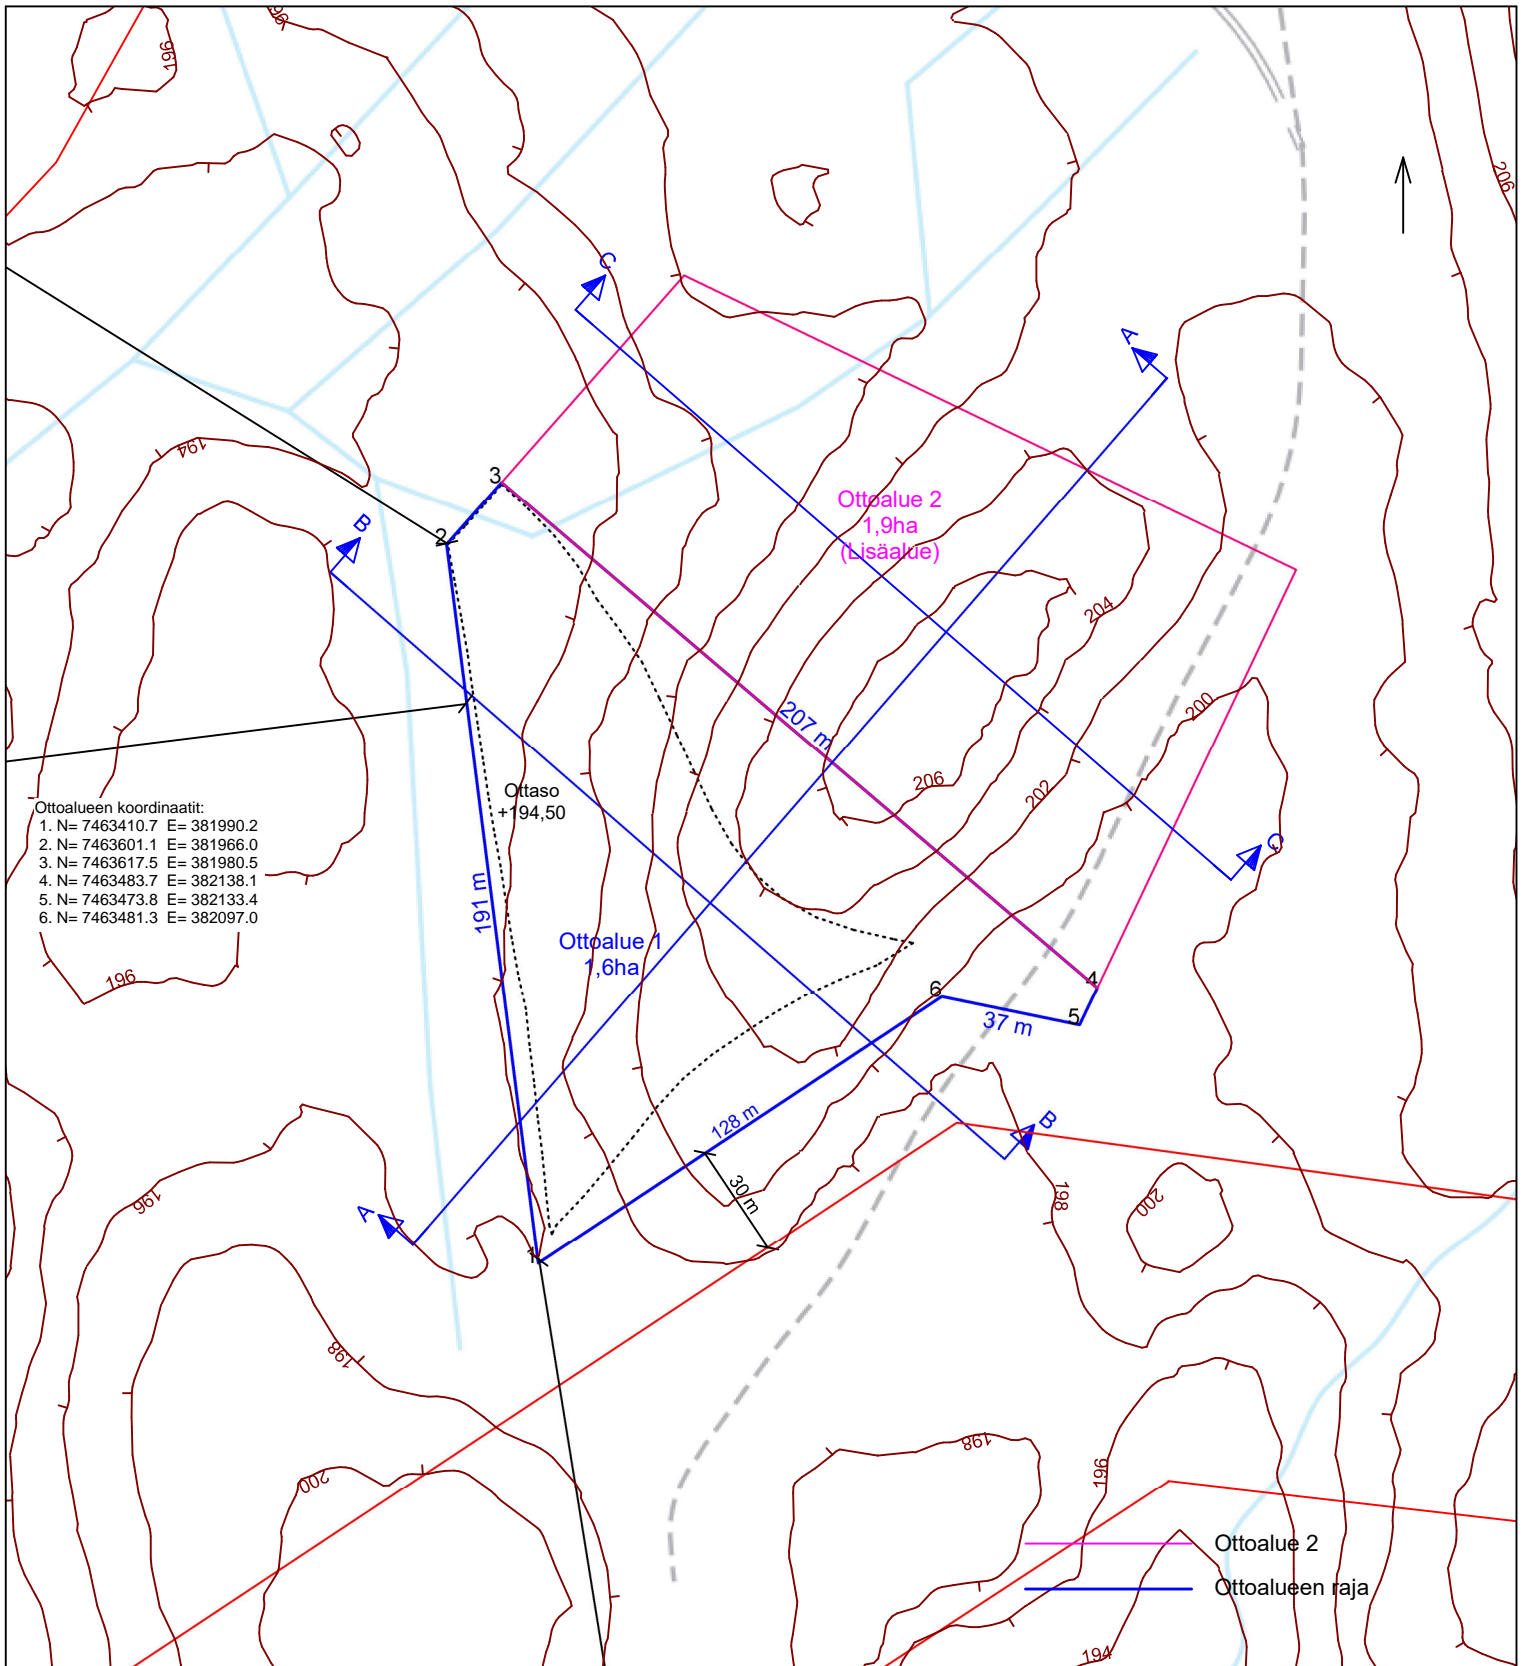 196
196
206
C
A
194
3
B
2
Ottoalue 2
1,9ha
(Lisäalue)
204
200
207 m
206
202
Ottaso
+194,50
Ottoalueen koordinaatit:
1. N= 7463410.7 E= 381990.2
2. N= 7463601.1 E= 381966.0
3. N= 7463617.5 E= 381980.5
4. N= 7463483.7 E= 382138.1
5. N= 7463473.8 E= 382133.4
6. N= 7463481.3 E= 382097.0
C
191 m
Ottoalue 1
1,6ha
196
4
6
5
37 m
128 m
B
30 m
196
A
198
200
1
198
200
198
196
Ottoalue 2
Ottoalueen raja
194